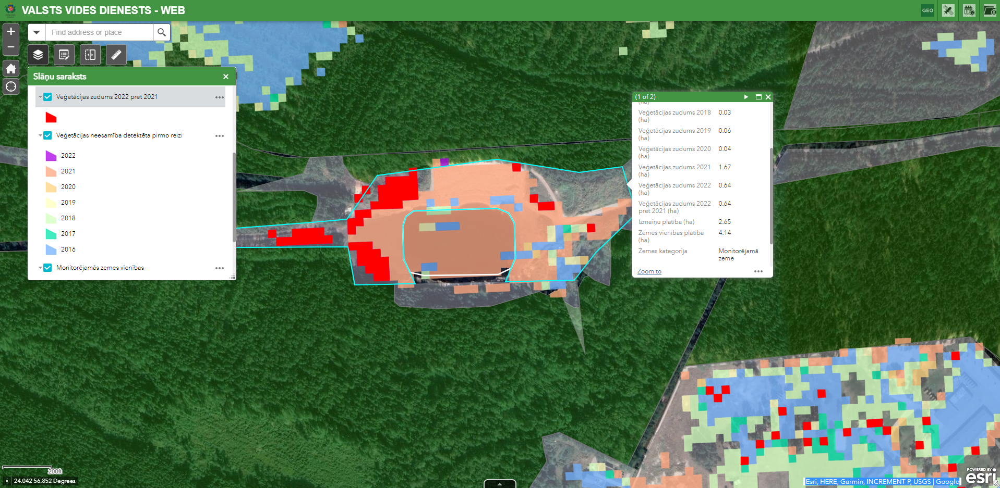 VALSTS VIDES DIENESTS - WEB
GEO
Find address or place
Slāņu saraksts
Veģetācijas zudums 2022 pret 2021
Veģetācijas neesamība detektēta pirmo reizi
2022
2021
2020
2019
2018
2017
2016
Monitorējamās zemes vienības
(1 of 2)
(ha)
Veģetācijas zudums 2018 0.03
(ha)
Veģetācijas zudums 2019 0.06
(ha)
Veģetācijas zudums 2020 0.04
(ha)
Veģetācijas zudums 2021 1.67
(ha)
Veģetācijas zudums 2022 0.64
(ha)
Veģetācijas zudums 2022 0.64
pret 2021 (ha)
Izmaiņu platība (ha) 2.65
Zemes vienības platība 4.14
(ha)
Zemes kategorija Monitorējamā
zeme
Zoom to
200ft
24.042 56.852 Degrees
Esri, HERE, Garmin, INCREMENT P, USGS | Google
POWERED BY
esri